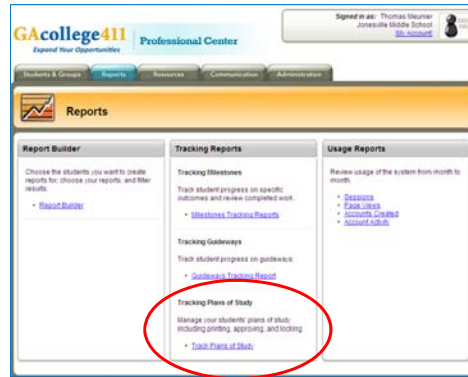 GAcollege411
Expand Your Opportunities
Professional Center
Signed in as: Thomas Meunier
Jonesville Middle School
My Account
Students & Groups
Reports
Resources
Communication
Administration
Reports
Report Builder
Choose the students you want to create
reports for, choose your reports, and filter
results.
• Report Builder
Tracking Reports
Tracking Milestones
Track student progress on specific
outcomes and review completed work.
• Milestones Tracking Reports
Tracking Guideways
Track student progress on guideways.
• Guideways Tracking Report
Tracking Plans of Study
Manage your students' plans of study
including printing, approving, and locking.
• Track Plans of Study
Usage Reports
Review usage of the system from month to
month.
• Sessions
• Page Views
• Accounts Created
• Account Activity